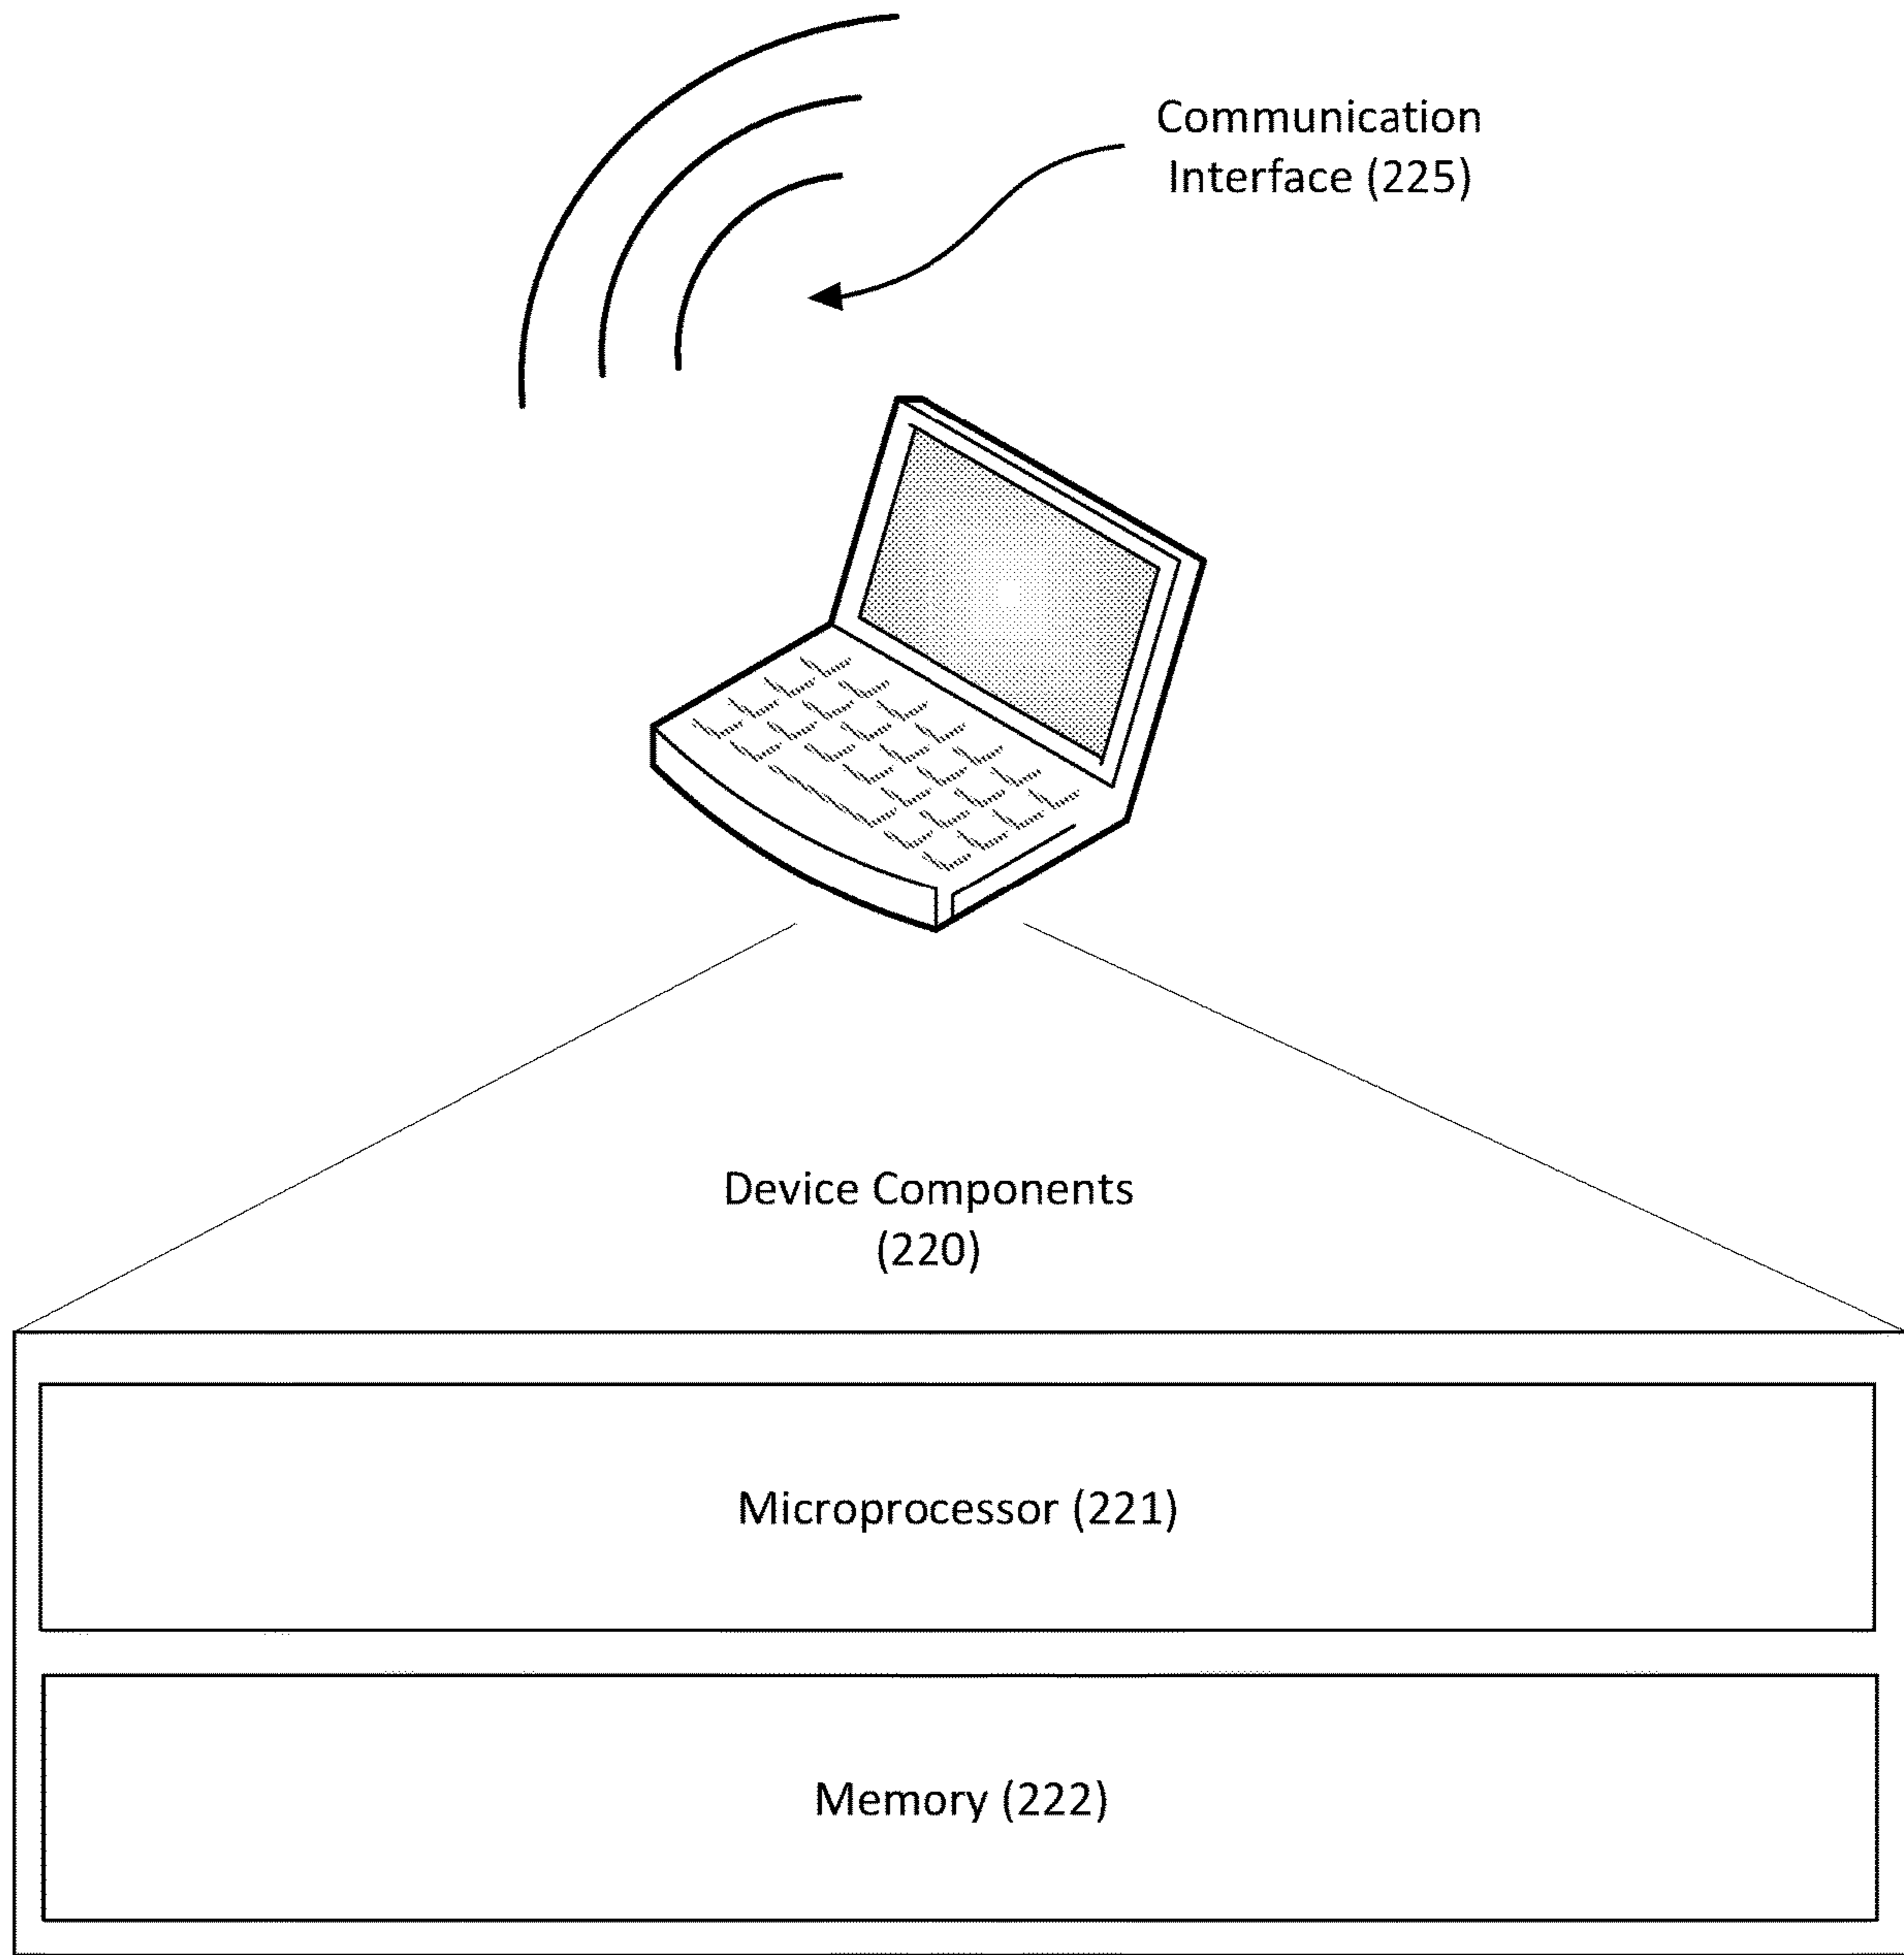 Communication
Interface (225)
Device Components
(220)
Microprocessor (221)
Memory (222)